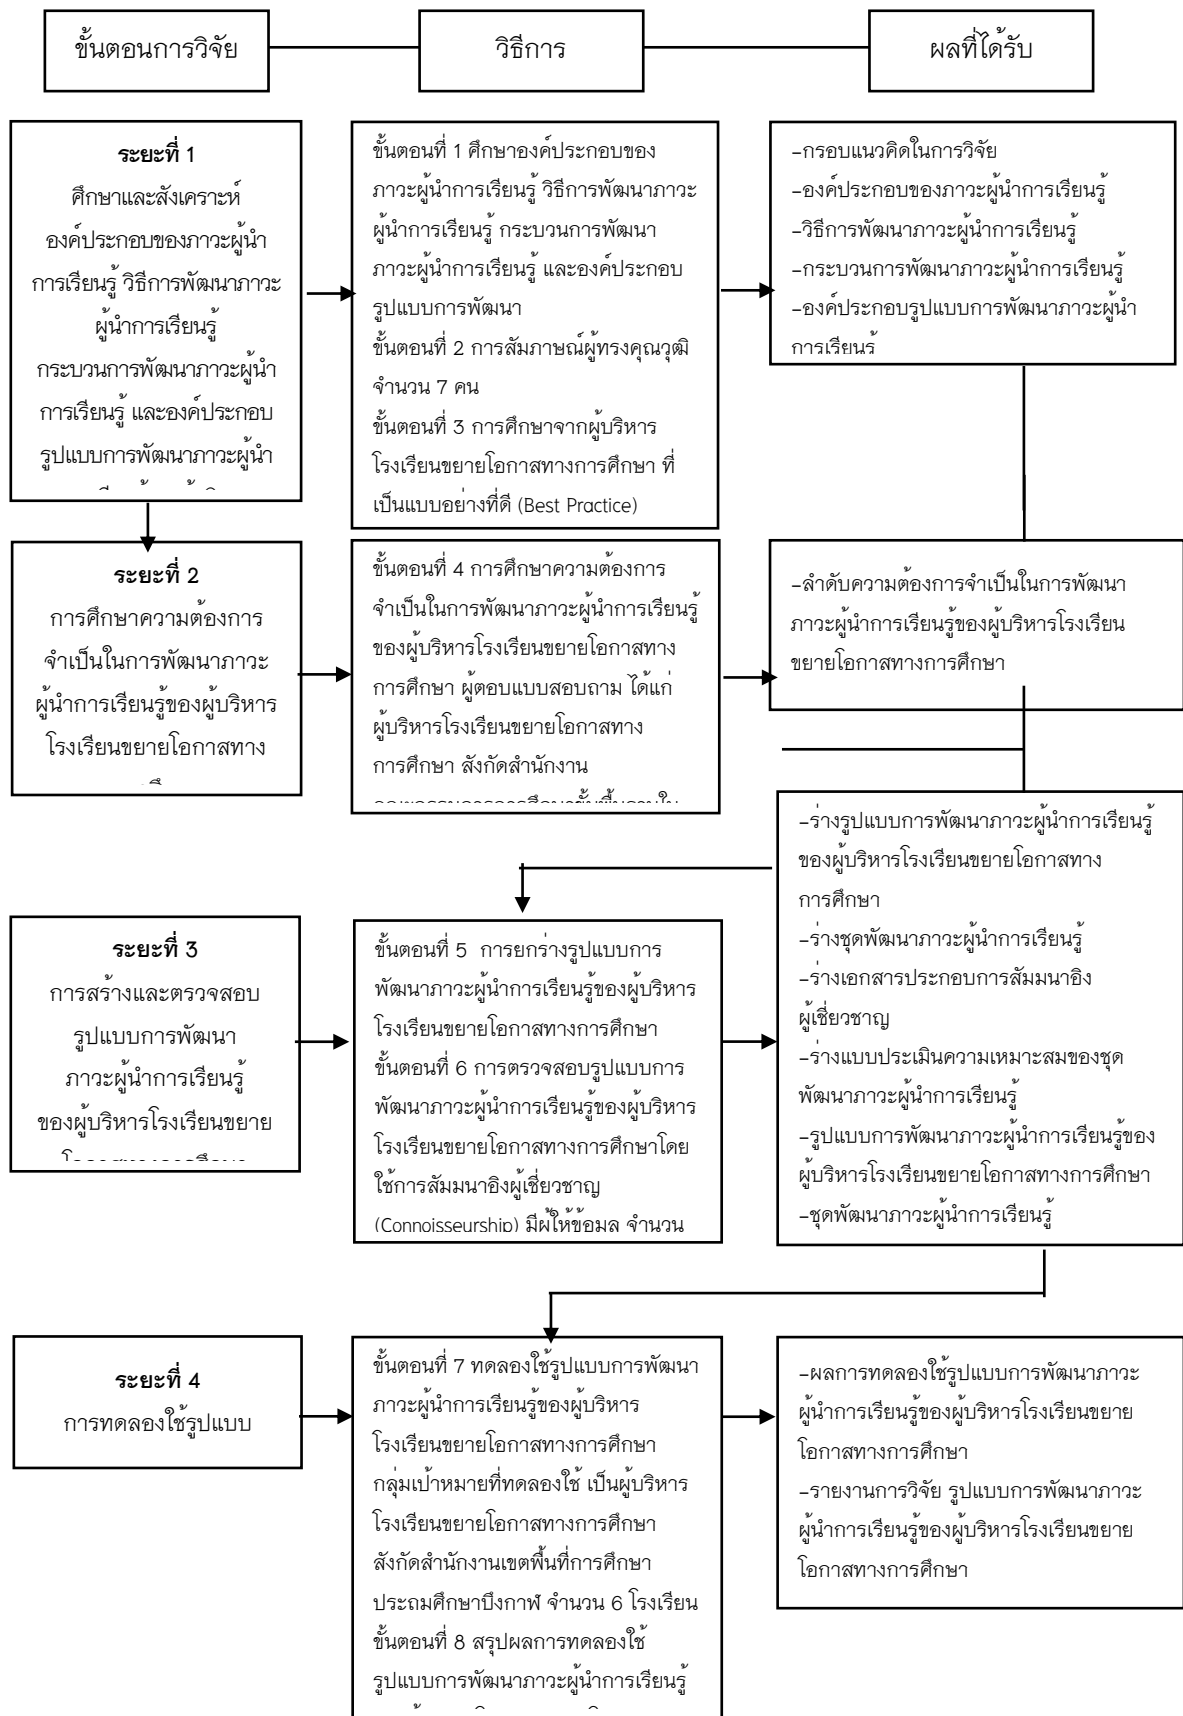 ขั้นตอนการวิจัย
วิธีการ
ผลที่ได้รับ
ระยะที่ 1
ศึกษาและสังเคราะห์
องค์ประกอบของภาวะผู้นำ
การเรียนรู้ วิธีการพัฒนาภาวะ
ผู้นำการเรียนรู้
กระบวนการพัฒนาภาวะผู้นำ
การเรียนรู้ และองค์ประกอบ
รูปแบบการพัฒนาภาวะผู้นำ
ขั้นตอนที่ 1 ศึกษาองค์ประกอบของ
ภาวะผู้นำการเรียนรู้ วิธีการพัฒนาภาวะ
ผู้นำการเรียนรู้ กระบวนการพัฒนา
ภาวะผู้นำการเรียนรู้ และองค์ประกอบ
รูปแบบการพัฒนา
ขั้นตอนที่ 2 การสัมภาษณ์ผู้ทรงคุณวุฒิ
จำนวน 7 คน
ขั้นตอนที่ 3 การศึกษาจากผู้บริหาร
โรงเรียนขยายโอกาสทางการศึกษา ที่
เป็นแบบอย่างที่ดี (Best Practice)
-กรอบแนวคิดในการวิจัย
-องค์ประกอบของภาวะผู้นำการเรียนรู้
-วิธีการพัฒนาภาวะผู้นำการเรียนรู้
-กระบวนการพัฒนาภาวะผู้นำการเรียนรู้
-องค์ประกอบรูปแบบการพัฒนาภาวะผู้นำ
การเรียนรู้
ระยะที่ 2
การศึกษาความต้องการ
จำเป็นในการพัฒนาภาวะ
ผู้นำการเรียนรู้ของผู้บริหาร
โรงเรียนขยายโอกาสทาง
ขั้นตอนที่ 4 การศึกษาความต้องการ
จำเป็นในการพัฒนาภาวะผู้นำการเรียนรู้
ของผู้บริหารโรงเรียนขยายโอกาสทาง
การศึกษา ผู้ตอบแบบสอบถาม ได้แก่
ผู้บริหารโรงเรียนขยายโอกาสทาง
การศึกษา สังกัดสำนักงาน
คณะกรรมการการศึกษาขั้นพื้นฐานใน
-ลำดับความต้องการจำเป็นในการพัฒนา
ภาวะผู้นำการเรียนรู้ของผู้บริหารโรงเรียน
ขยายโอกาสทางการศึกษา
ระยะที่ 3
การสร้างและตรวจสอบ
รูปแบบการพัฒนา
ภาวะผู้นำการเรียนรู้
ของผู้บริหารโรงเรียนขยาย
โอกาสทางการศึกษา
ขั้นตอนที่ 5 การยกร่างรูปแบบการ
พัฒนาภาวะผู้นำการเรียนรู้ของผู้บริหาร
โรงเรียนขยายโอกาสทางการศึกษา
ขั้นตอนที่ 6 การตรวจสอบรูปแบบการ
พัฒนาภาวะผู้นำการเรียนรู้ของผู้บริหาร
โรงเรียนขยายโอกาสทางการศึกษาโดย
ใช้การสัมมนาอิงผู้เชี่ยวชาญ
(Connoisseurship) มีผู้ให้ข้อมูล จำนวน
-ร่างรูปแบบการพัฒนาภาวะผู้นำการเรียนรู้
ของผู้บริหารโรงเรียนขยายโอกาสทาง
การศึกษา
-ร่างชุดพัฒนาภาวะผู้นำการเรียนรู้
-ร่างเอกสารประกอบการสัมมนาอิง
ผู้เชี่ยวชาญ
-ร่างแบบประเมินความเหมาะสมของชุด
พัฒนาภาวะผู้นำการเรียนรู้
-รูปแบบการพัฒนาภาวะผู้นำการเรียนรู้ของ
ผู้บริหารโรงเรียนขยายโอกาสทางการศึกษา
-ชุดพัฒนาภาวะผู้นำการเรียนรู้
ระยะที่ 4
การทดลองใช้รูปแบบ
ขั้นตอนที่ 7 ทดลองใช้รูปแบบการพัฒนา
ภาวะผู้นำการเรียนรู้ของผู้บริหาร
โรงเรียนขยายโอกาสทางการศึกษา
กลุ่มเป้าหมายที่ทดลองใช้ เป็นผู้บริหาร
โรงเรียนขยายโอกาสทางการศึกษา
สังกัดสำนักงานเขตพื้นที่การศึกษา
ประถมศึกษาบึงกาฬ จำนวน 6 โรงเรียน
ขั้นตอนที่ 8 สรุปผลการทดลองใช้
รูปแบบการพัฒนาภาวะผู้นำการเรียนรู้
-ผลการทดลองใช้รูปแบบการพัฒนาภาวะ
ผู้นำการเรียนรู้ของผู้บริหารโรงเรียนขยาย
โอกาสทางการศึกษา
-รายงานการวิจัย รูปแบบการพัฒนาภาวะ
ผู้นำการเรียนรู้ของผู้บริหารโรงเรียนขยาย
โอกาสทางการศึกษา